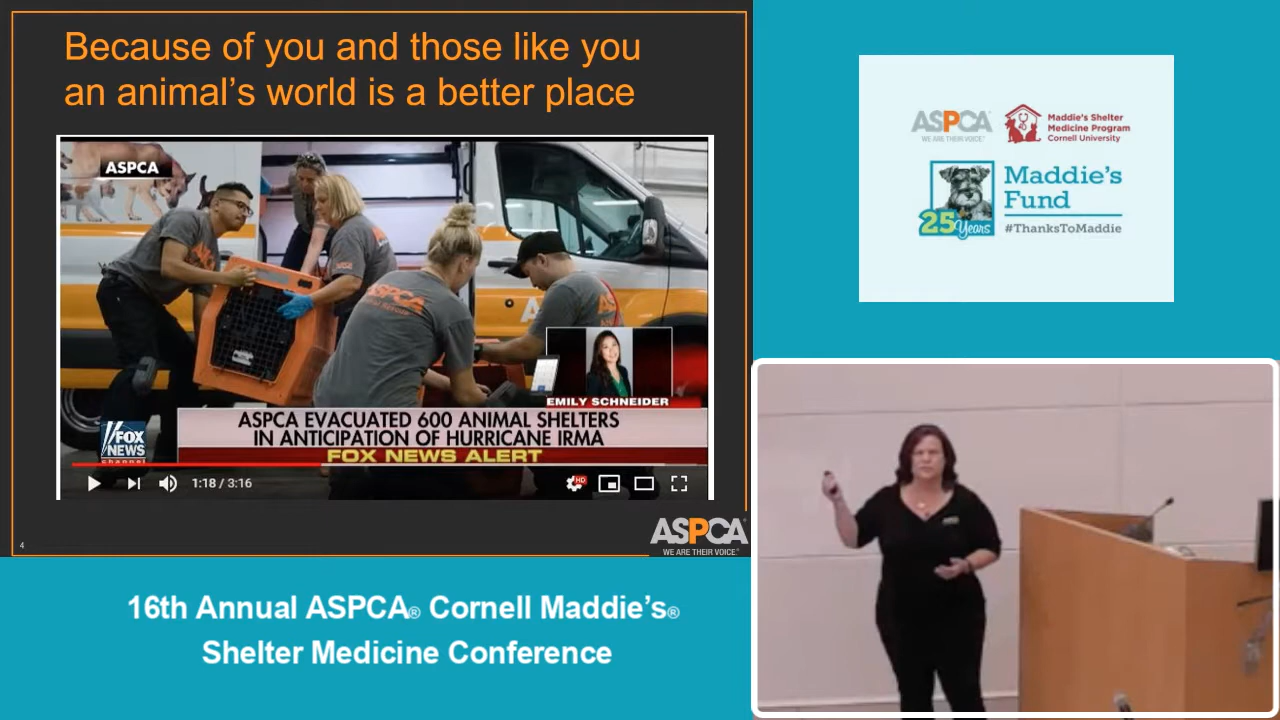 Because of you and those like you
an animal's world is a better place
ASPCA
ASPCA
EMILY SCHNEIDER
ASPCA EVACUATED 600 ANIMAL SHELTERS
IN ANTICIPATION OF HURRICANE IRMA
FOX NEWS ALERT
FOX
NEWS
channel
1:18 / 3:16
HD
4
ASPCA®
WE ARE THEIR VOICE.®
16th Annual ASPCA® Cornell Maddie's®
Shelter Medicine Conference
ASPCA®
WE ARE THEIR VOICE.®
Maddie's Shelter
Medicine Program
Cornell University
25 Years
Maddie's
Fund
#ThanksToMaddie